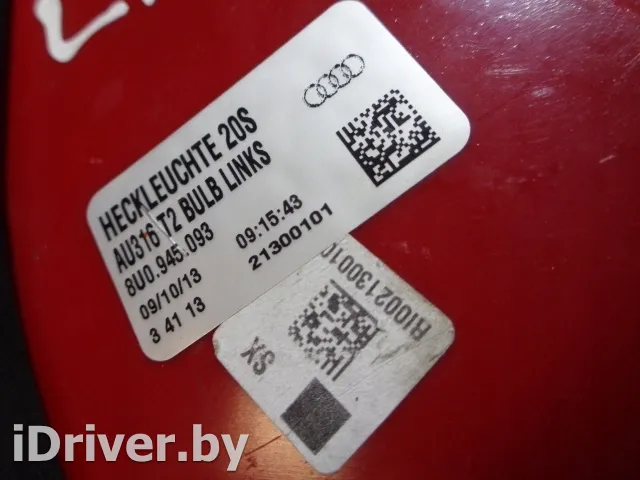 HECKLEUCHTE 20S
AU316 T2 BULB LINKS
8U0.945.093 09:15:43
09/10/13 21300101
3 41 13
SX
iDriver.by